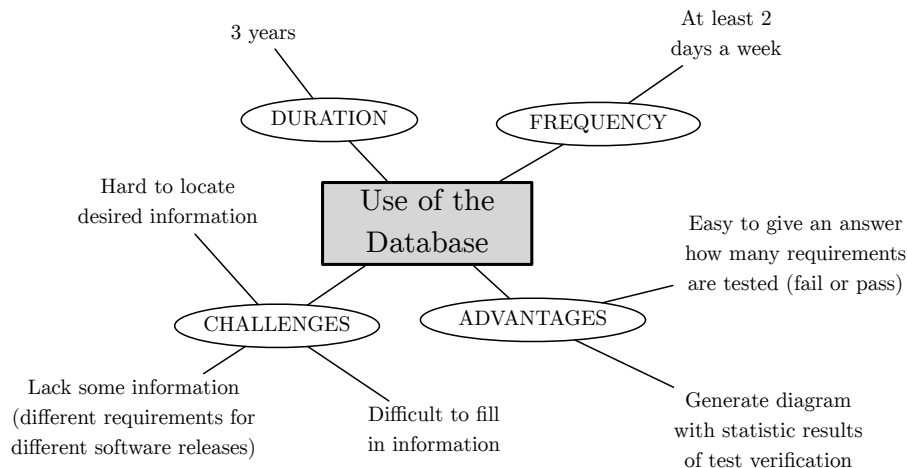 3 years
At least 2
days a week
DURATION
FREQUENCY
Use of the
Database
Hard to locate
desired information
Easy to give an answer
how many requirements
are tested (fail or pass)
CHALLENGES
ADVANTAGES
Lack some information
(different requirements for
different software releases)
Difficult to fill
in information
Generate diagram
with statistic results
of test verification